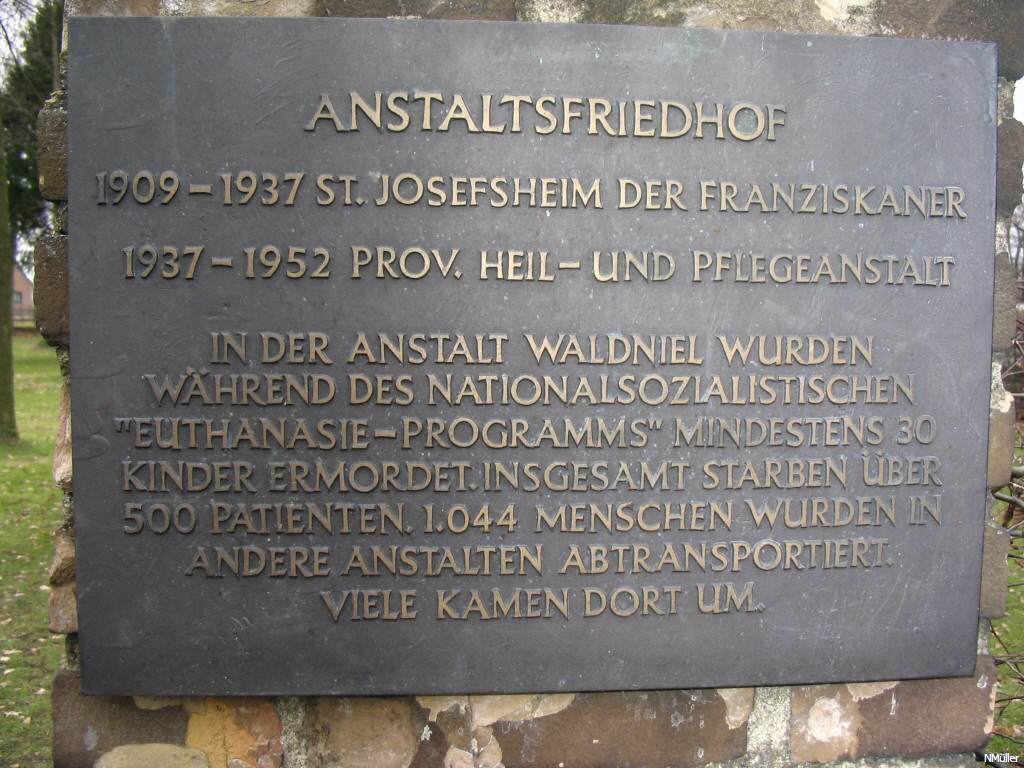 ANSTALTSFRIEDHOF
1909 – 1937 ST. JOSEFSHEIM DER FRANZISKANER
1937 – 1952 PROV. HEIL – UND PFLEGEANSTALT
IN DER ANSTALT WALDNIEL WURDEN
WÄHREND DES NATIONALSOZIALISTISCHEN
"EUTHANASIE – PROGRAMMS" MINDESTENS 30
KINDER ERMORDET. INSGESAMT STARBEN ÜBER
500 PATIENTEN. 1.044 MENSCHEN WURDEN IN
ANDERE ANSTALTEN ABTRANSPORTIERT.
VIELE KAMEN DORT UM.
NMüller